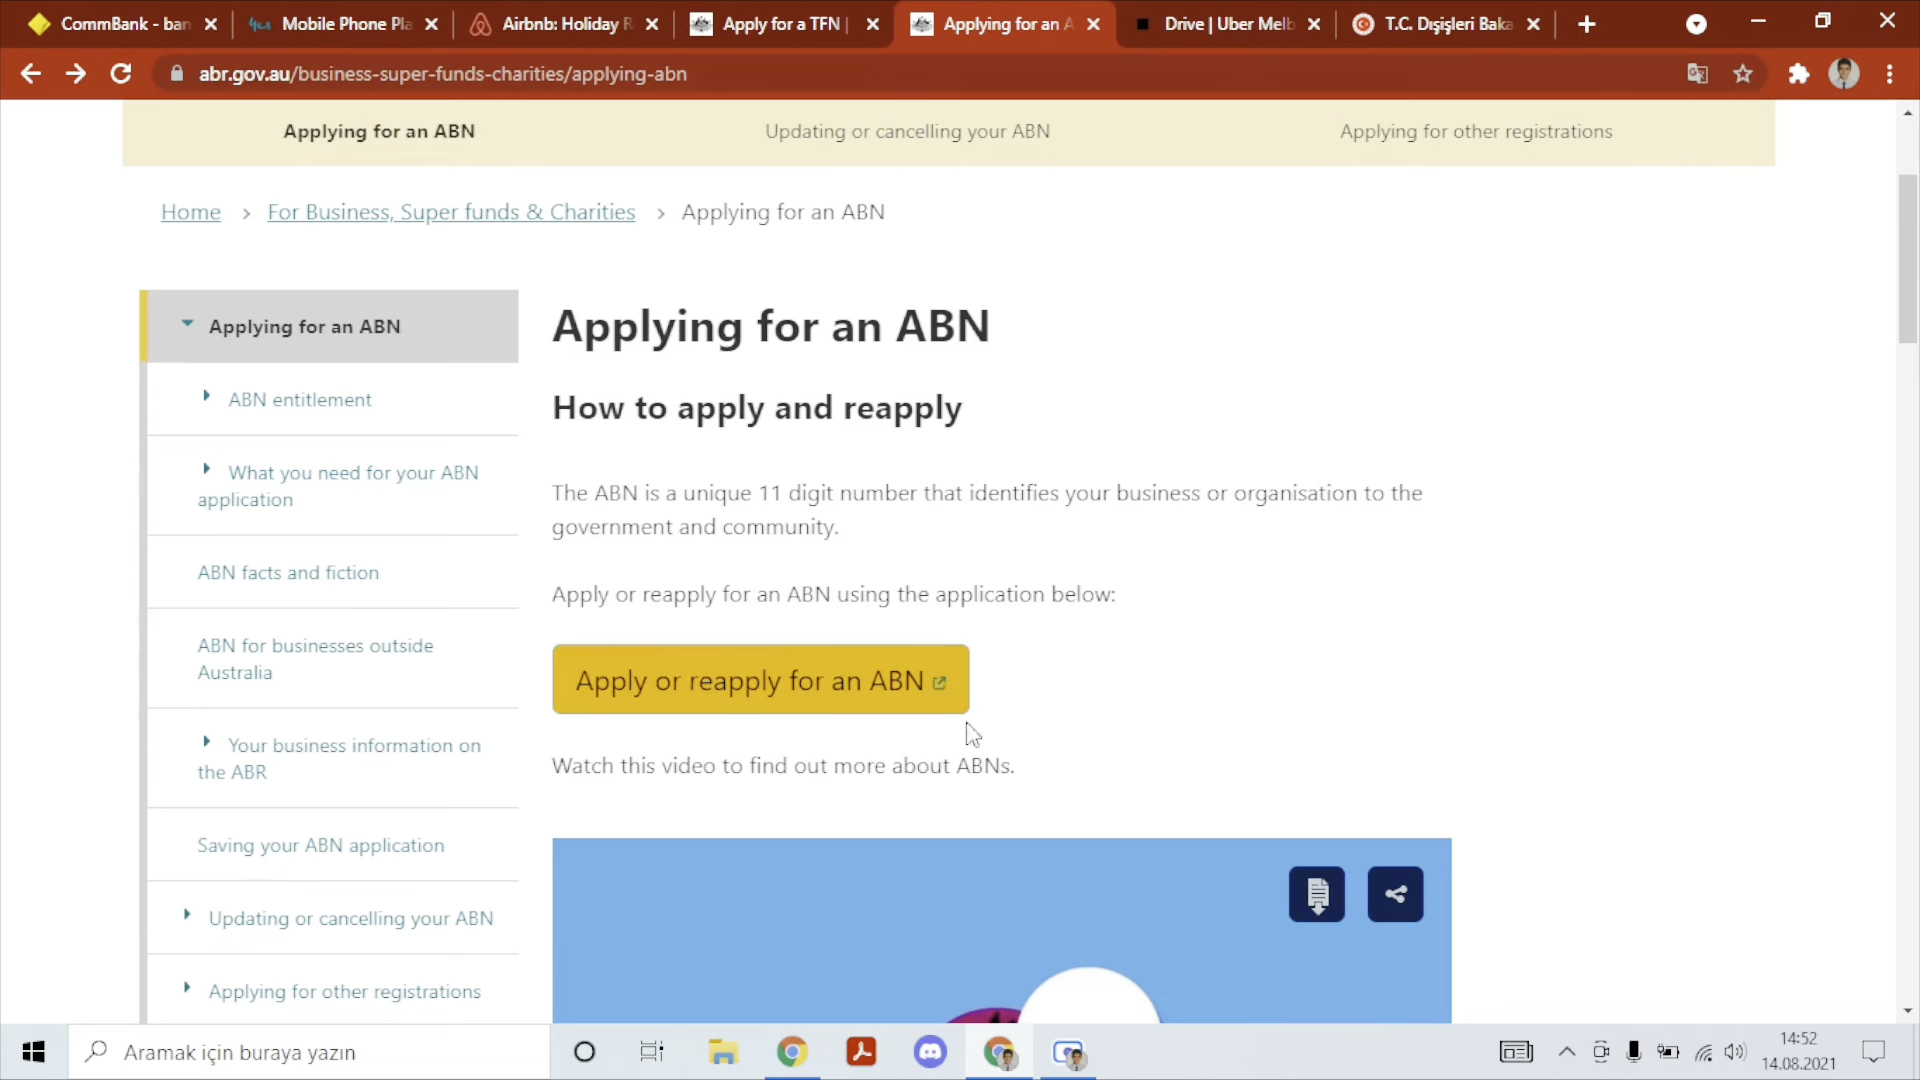 CommBank - ban
yes Mobile Phone Pla
Airbnb: Holiday R
Apply for a TFN |
Applying for an A
Drive | Uber Melb
T.C. Dışişleri Baka
abr.gov.au/business-super-funds-charities/applying-abn
Applying for an ABN
Updating or cancelling your ABN
Applying for other registrations
Home > For Business, Super funds & Charities > Applying for an ABN
Applying for an ABN
ABN entitlement
What you need for your ABN
application
ABN facts and fiction
ABN for businesses outside
Australia
Your business information on
the ABR
Saving your ABN application
Updating or cancelling your ABN
Applying for other registrations
Applying for an ABN
How to apply and reapply
The ABN is a unique 11 digit number that identifies your business or organisation to the
government and community.
Apply or reapply for an ABN using the application below:
Apply or reapply for an ABN
Watch this video to find out more about ABNs.
Aramak için buraya yazın
14:52
14.08.2021